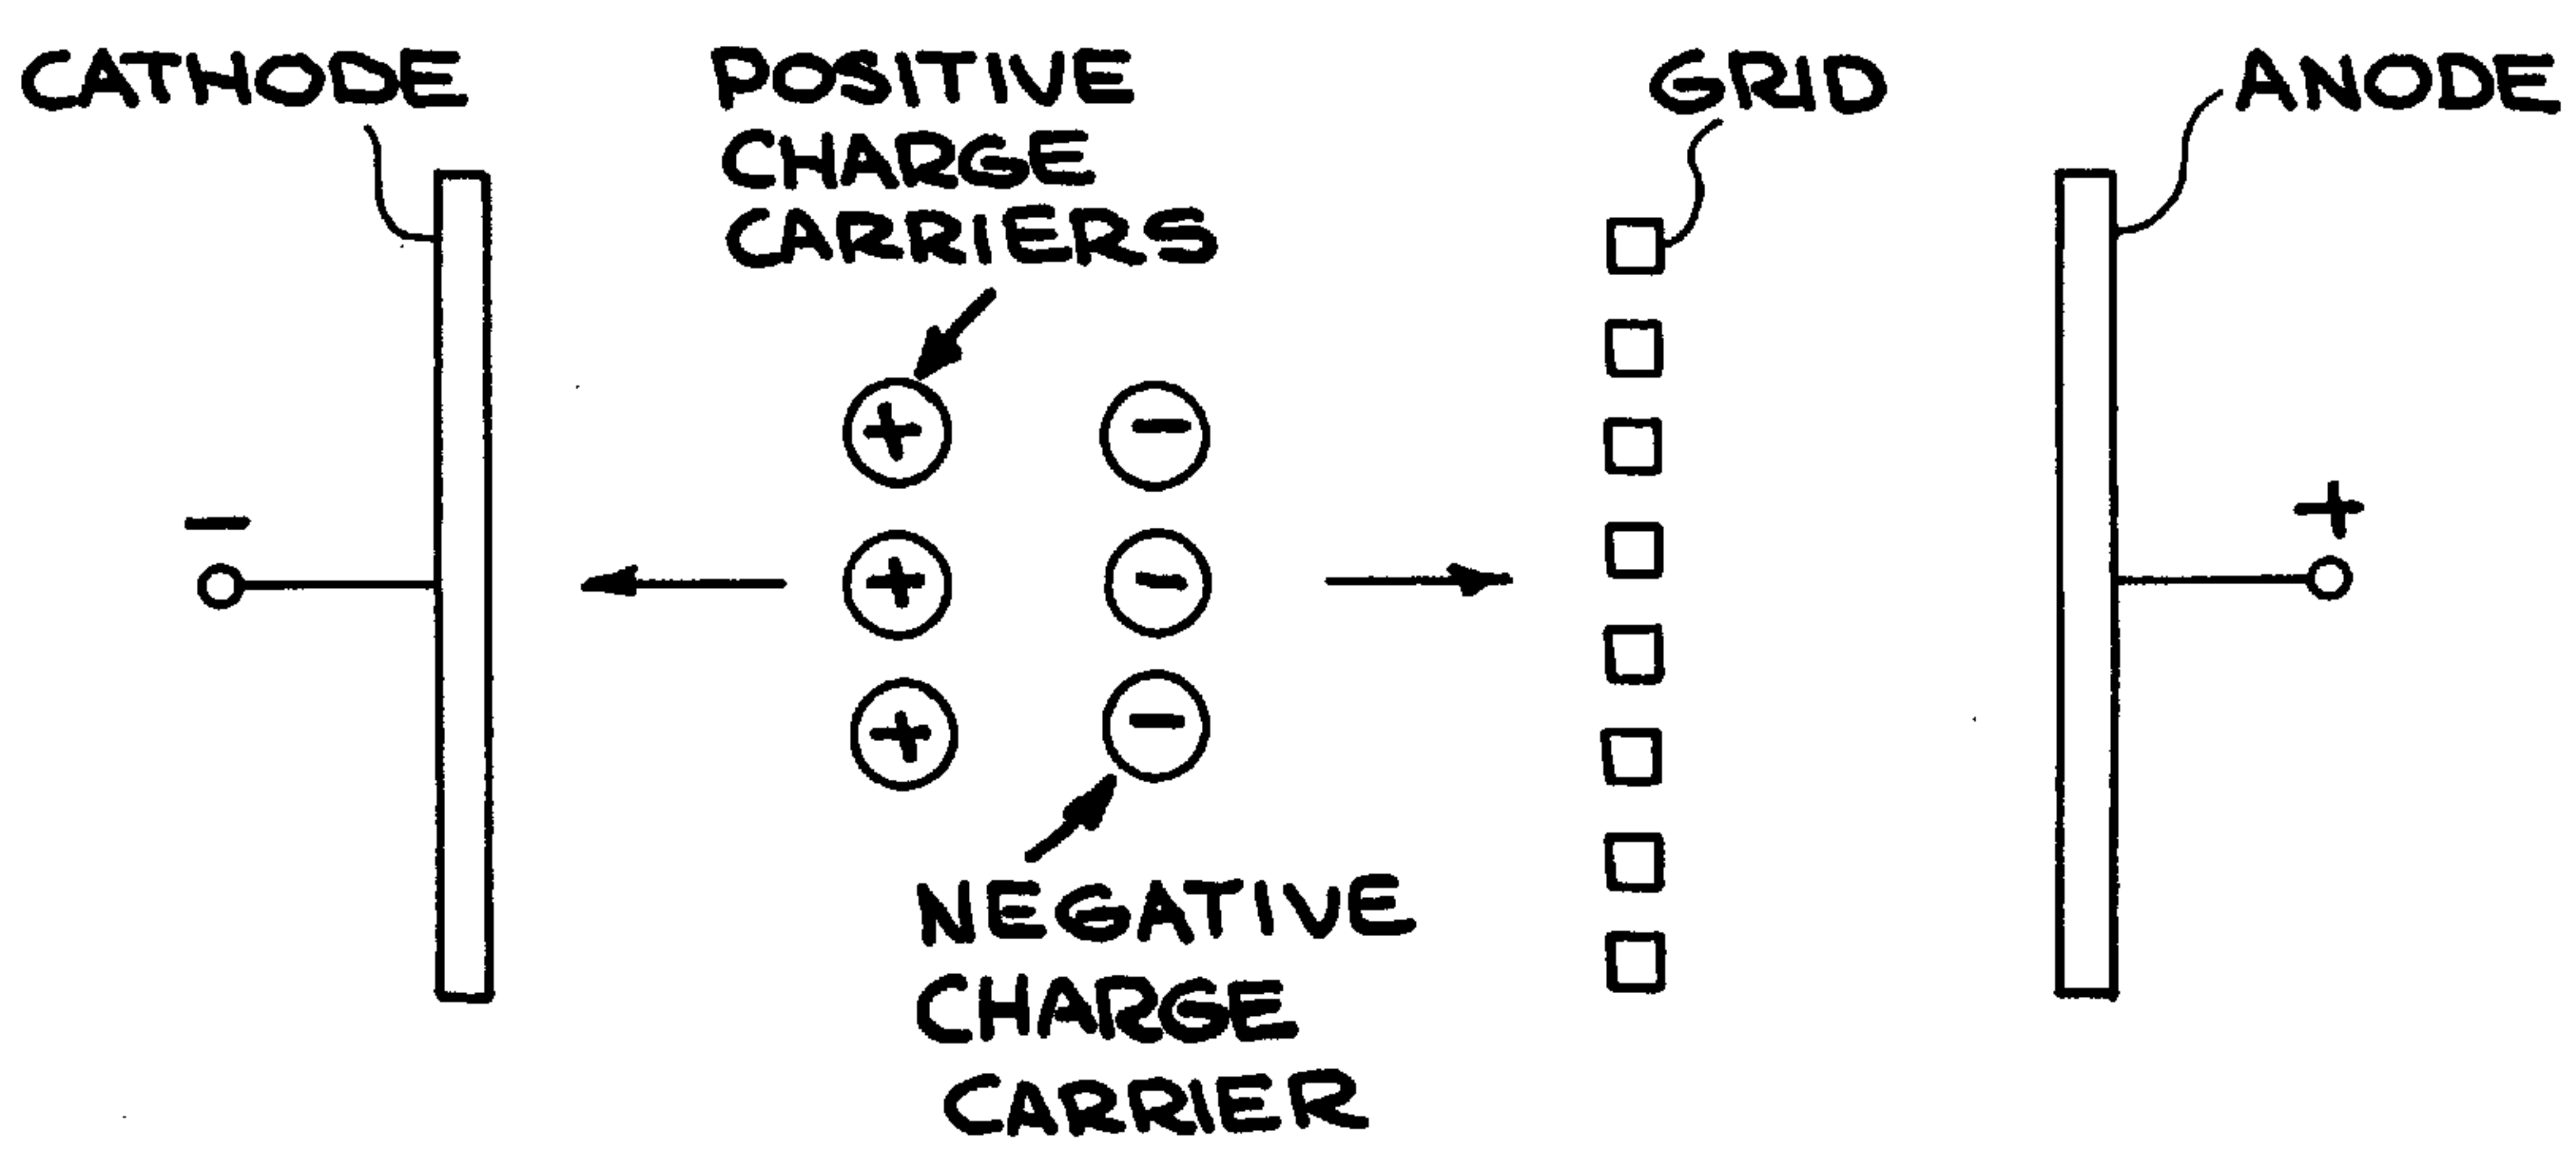 CATHODE
POSITIVE
CHARGE
CARRIERS
GRID
ANODE
+ −
− +
+ −
+ −
NEGATIVE
CHARGE
CARRIER